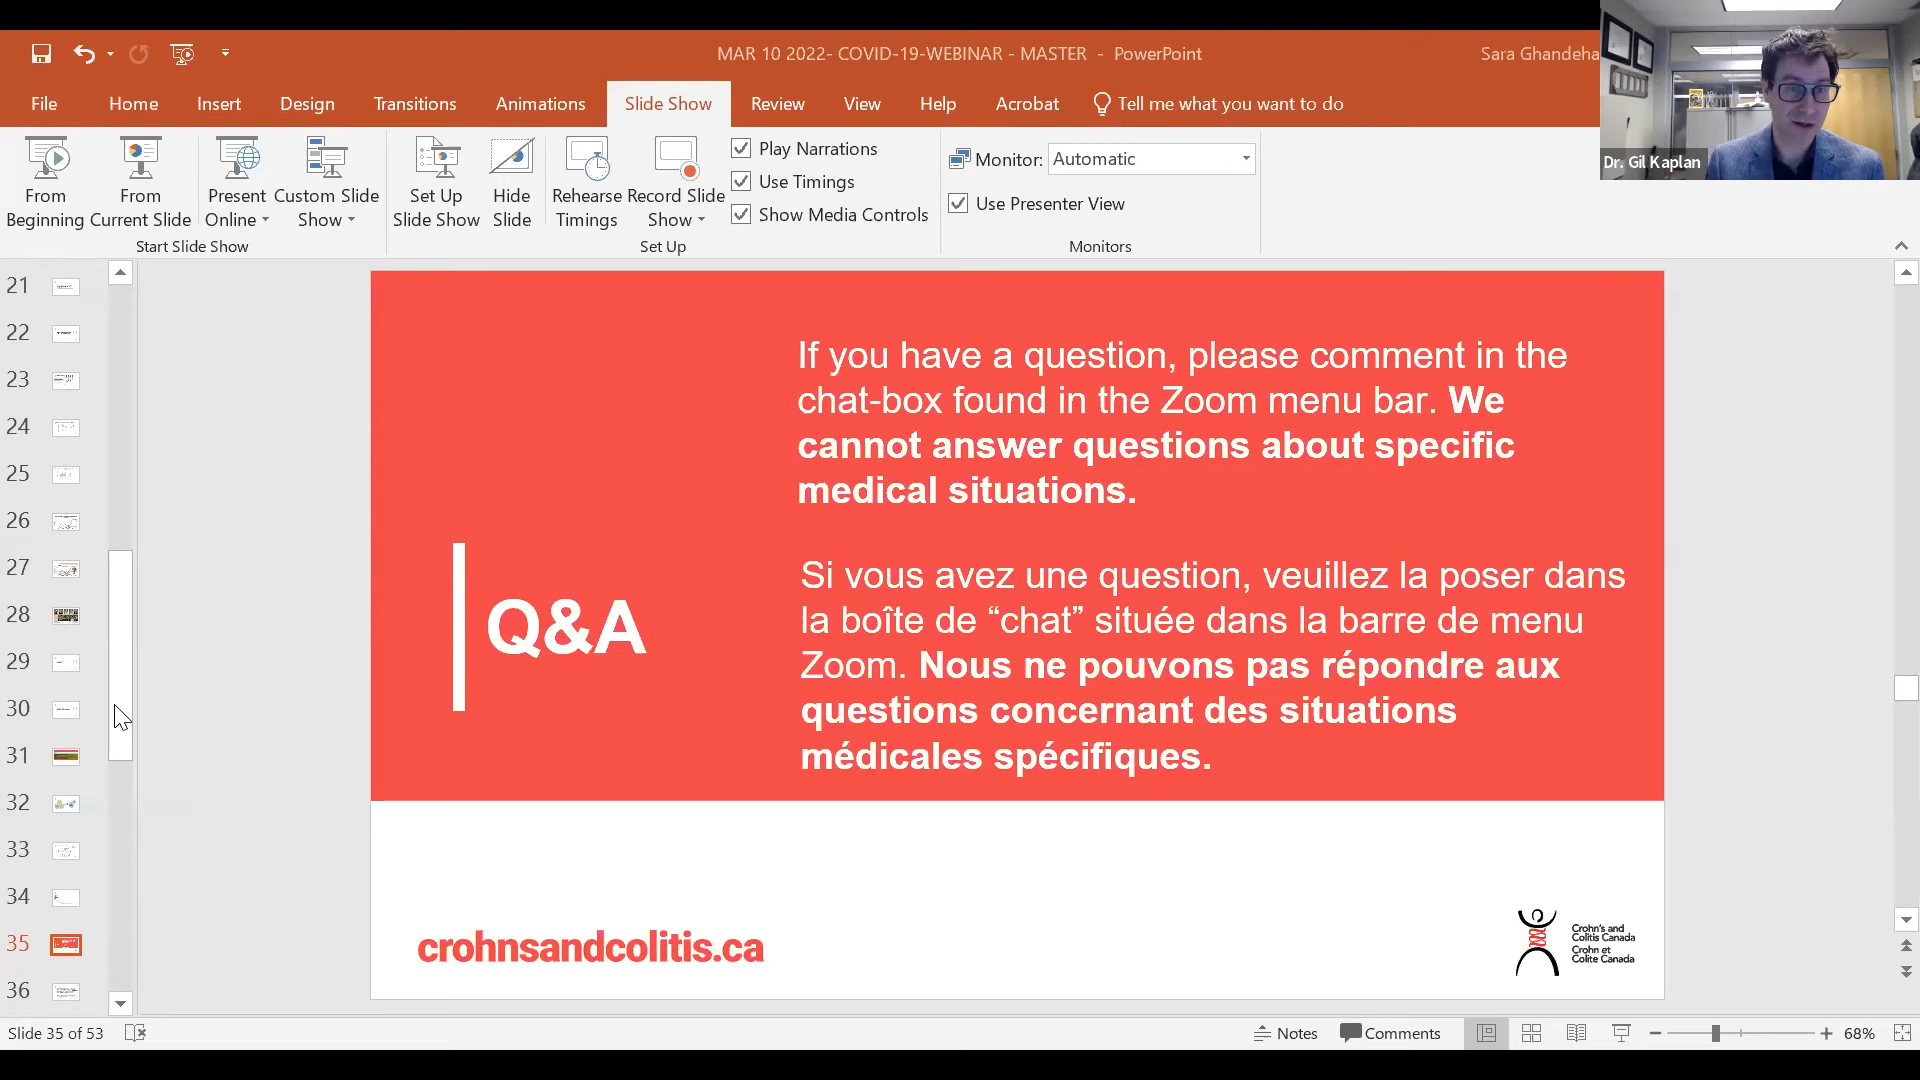 MAR 10 2022- COVID-19-WEBINAR - MASTER - PowerPoint
Sara Ghandeha
File Home Insert Design Transitions Animations Slide Show Review View Help Acrobat Tell me what you want to do
From Beginning
From Current Slide
Present Online
Custom Slide Show
Set Up Slide Show
Hide Slide
Rehearse Timings
Record Slide Show
Play Narrations
Use Timings
Show Media Controls
Monitor: Automatic
Use Presenter View
Start Slide Show
Set Up
Monitors
Dr. Gil Kaplan
21
22
23
24
25
26
27
28
29
30
31
32
33
34
35
36
If you have a question, please comment in the
chat-box found in the Zoom menu bar. We
cannot answer questions about specific
medical situations.
Q&A
Si vous avez une question, veuillez la poser dans
la boîte de “chat” située dans la barre de menu
Zoom. Nous ne pouvons pas répondre aux
questions concernant des situations
médicales spécifiques.
crohnsandcolitis.ca
Crohn's and
Colitis Canada
Crohn et
Colite Canada
Slide 35 of 53
Notes
Comments
68%